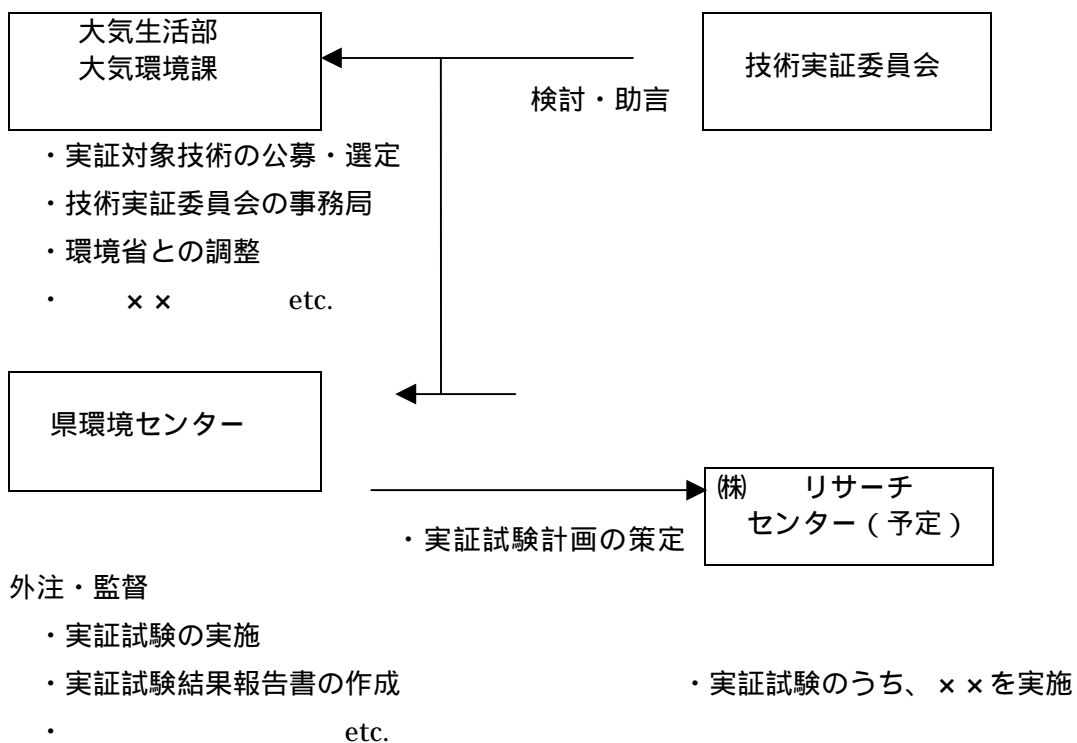 大気生活部
大気環境課
技術実証委員会
検討・助言
・実証対象技術の公募・選定
・技術実証委員会の事務局
・環境省との調整
・　　××　　　　etc.
県環境センター
㈱　　リサーチ
センター（予定）
・実証試験計画の策定
外注・監督
・実証試験の実施
・実証試験結果報告書の作成
・実証試験のうち、××を実施
・　　　　　　　　etc.